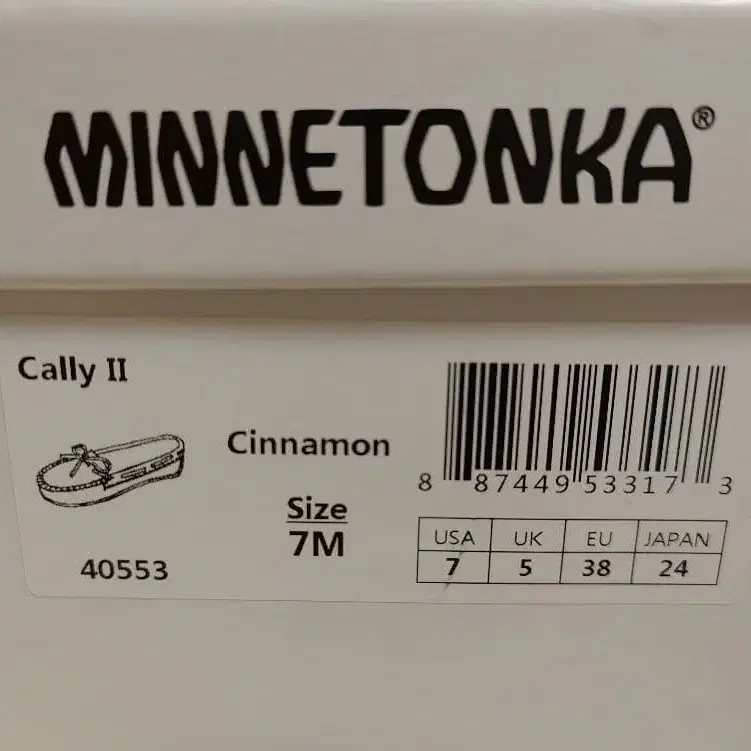 MINNETONKA®
Cally II
Cinnamon
Size
7M
40553
8 87449 53317 3
USA UK EU JAPAN
7 5 38 24